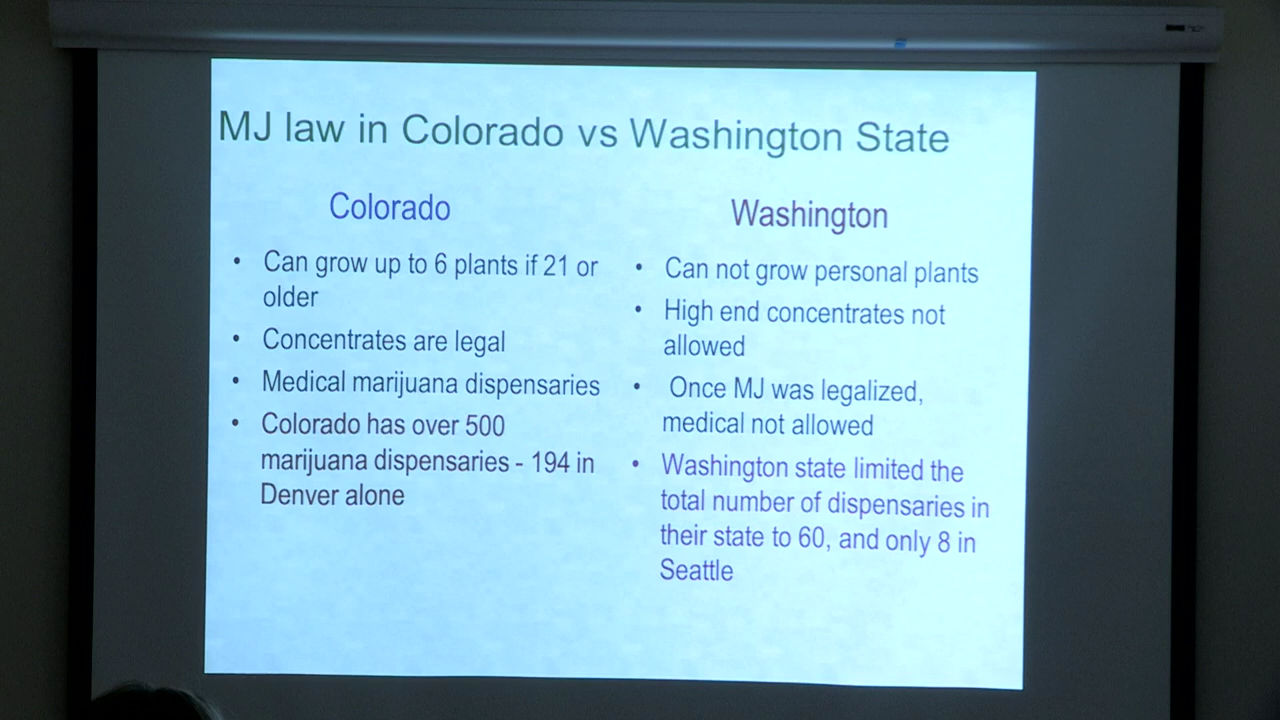 MJ law in Colorado vs Washington State
Colorado
• Can grow up to 6 plants if 21 or
older
• Concentrates are legal
• Medical marijuana dispensaries
• Colorado has over 500
marijuana dispensaries - 194 in
Denver alone
Washington
• Can not grow personal plants
• High end concentrates not
allowed
• Once MJ was legalized,
medical not allowed
• Washington state limited the
total number of dispensaries in
their state to 60, and only 8 in
Seattle